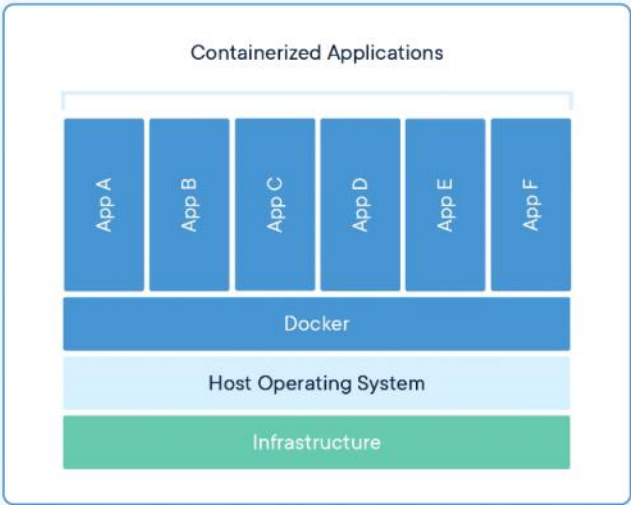 Containerized Applications
App A
App B
App C
App D
App E
App F
Docker
Host Operating System
Infrastructure